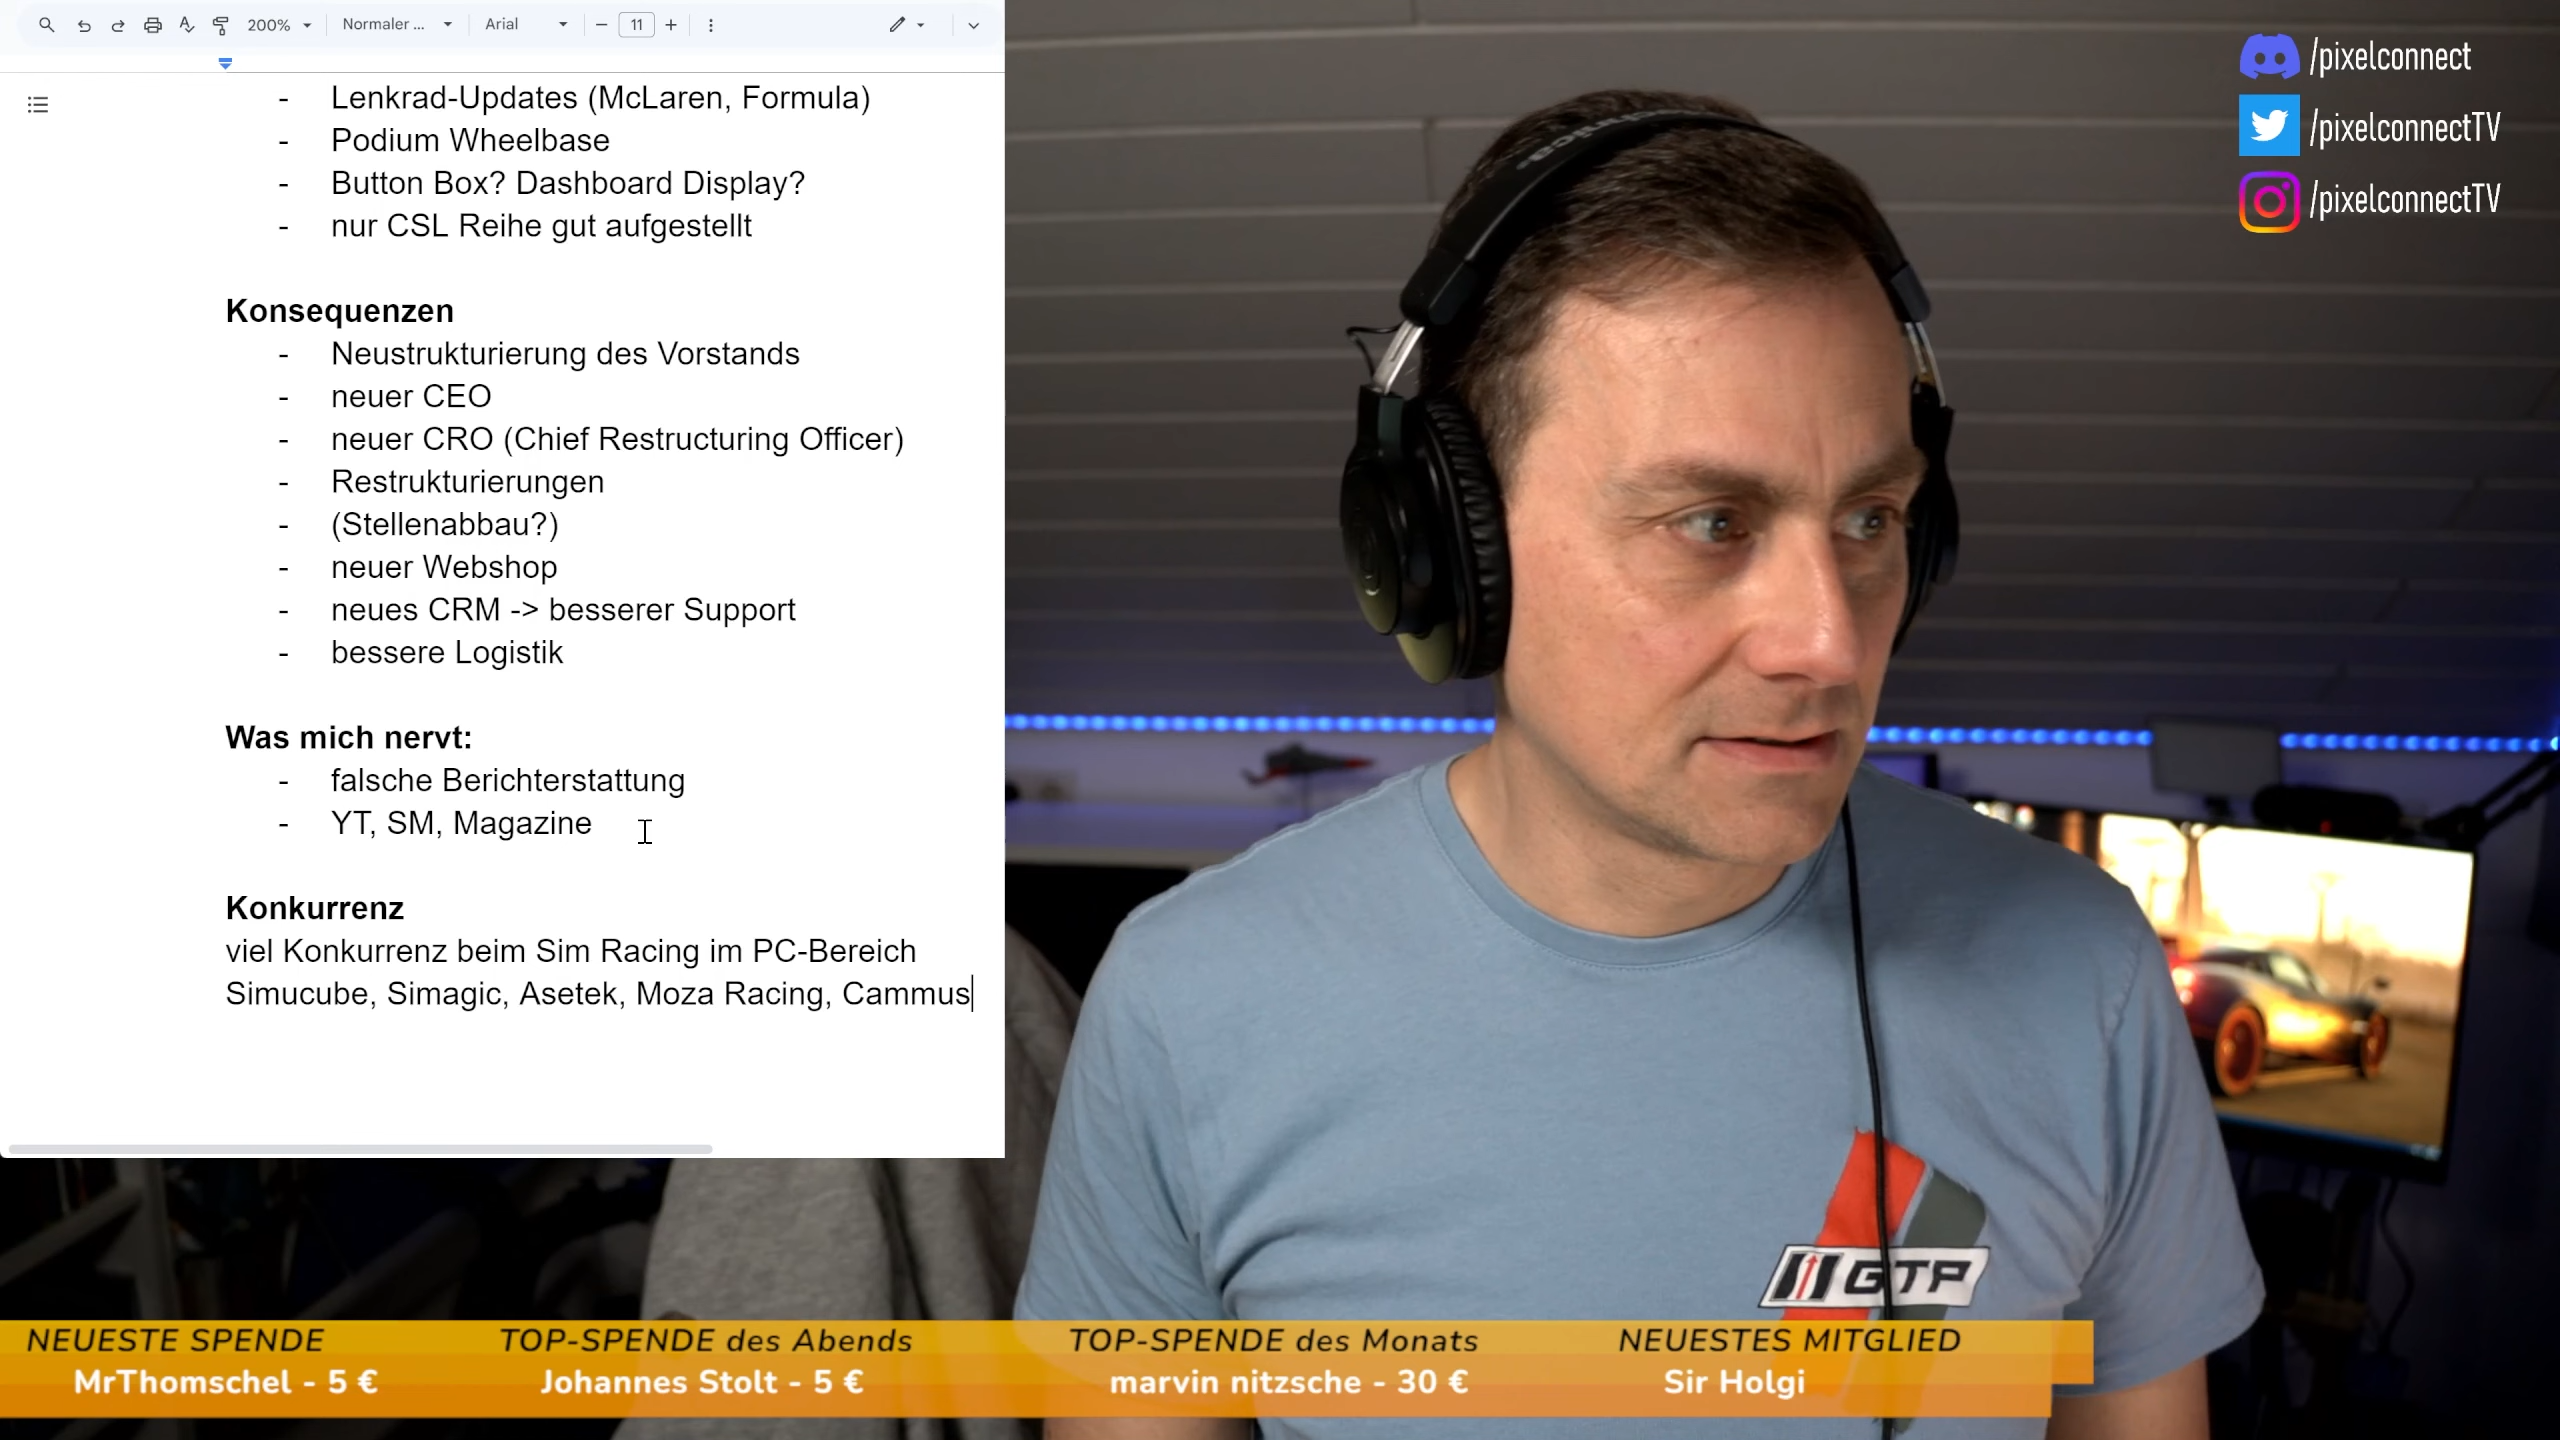 200%
Normaler ...
Arial
11
- Lenkrad-Updates (McLaren, Formula)
- Podium Wheelbase
- Button Box? Dashboard Display?
- nur CSL Reihe gut aufgestellt
Konsequenzen
- Neustrukturierung des Vorstands
- neuer CEO
- neuer CRO (Chief Restructuring Officer)
- Restrukturierungen
- (Stellenabbau?)
- neuer Webshop
- neues CRM -> besserer Support
- bessere Logistik
Was mich nervt:
- falsche Berichterstattung
- YT, SM, Magazine
Konkurrenz
viel Konkurrenz beim Sim Racing im PC-Bereich
Simucube, Simagic, Asetek, Moza Racing, Cammus
/pixelconnect
/pixelconnectTV
/pixelconnectTV
GTP
NEUESTE SPENDE
MrThomschel - 5 €
TOP-SPENDE des Abends
Johannes Stolt - 5 €
TOP-SPENDE des Monats
marvin nitzsche - 30 €
NEUESTES MITGLIED
Sir Holgi